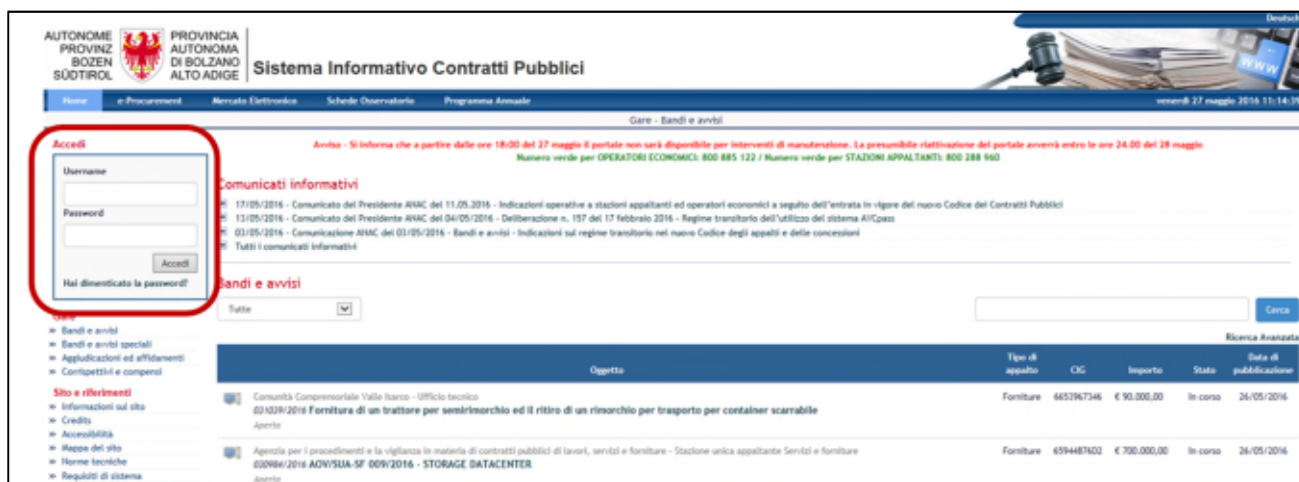 Deutsch
AUTONOME PROVINZ BOZEN SÜDTIROL
PROVINCIA AUTONOMA DI BOLZANO ALTO ADIGE
Sistema Informativo Contratti Pubblici
Home e-Procurement Mercato Elettronico Schede Osservatorio Programma Annuale venerdì 27 maggio 2016 11:14:39
Gare - Bandi e avvisi
Accedi
Username
Password
Accedi
Hai dimenticato la password?
Avviso - Si informa che a partire dalle ore 18:00 del 27 maggio il portale non sarà disponibile per interventi di manutenzione. La presumibile riattivazione del portale avverrà entro le ore 24.00 del 28 maggio
Numero verde per OPERATORI ECONOMICI: 800 885 122 / Numero verde per STAZIONI APPALTANTI: 800 288 960
Comunicati informativi
17/05/2016 - Comunicato del Presidente ANAC del 11.05.2016 - Indicazioni operative a stazioni appaltanti ed operatori economici a seguito dell'entrata in vigore del nuovo Codice dei Contratti Pubblici
13/05/2016 - Comunicato del Presidente ANAC del 04/05/2016 - Deliberazione n. 157 del 17 febbraio 2016 - Regime transitorio dell'utilizzo del sistema AVCpass
03/05/2016 - Comunicazione ANAC del 03/05/2016 - Bandi e avvisi - Indicazioni sul regime transitorio nel nuovo Codice degli appalti e delle concessioni
Tutti i comunicati informativi
Bandi e avvisi
Tutte
Cerca
Ricerca Avanzata
Gare
» Bandi e avvisi
» Bandi e avvisi speciali
» Aggiudicazioni ed affidamenti
» Corrispettivi e compensi
Sito e riferimenti
» Informazioni sul sito
» Credits
» Accessibilità
» Mappa del sito
» Norme tecniche
» Requisiti di sistema
Oggetto Tipo di appalto CIG Importo Stato Data di pubblicazione
Comunità Comprensoriale Valle Isarco - Ufficio tecnico
031039/2016 Fornitura di un trattore per semirimorchio ed il ritiro di un rimorchio per trasporto per container scarrabile
Aperte
Forniture 6653967346 € 90.000,00 In corso 26/05/2016
Agenzia per i procedimenti e la vigilanza in materia di contratti pubblici di lavori, servizi e forniture - Stazione unica appaltante Servizi e forniture
030984/2016 AOV/SUA-SF 009/2016 - STORAGE DATACENTER
Aperte
Forniture 6594487602 € 700.000,00 In corso 26/05/2016
WWW